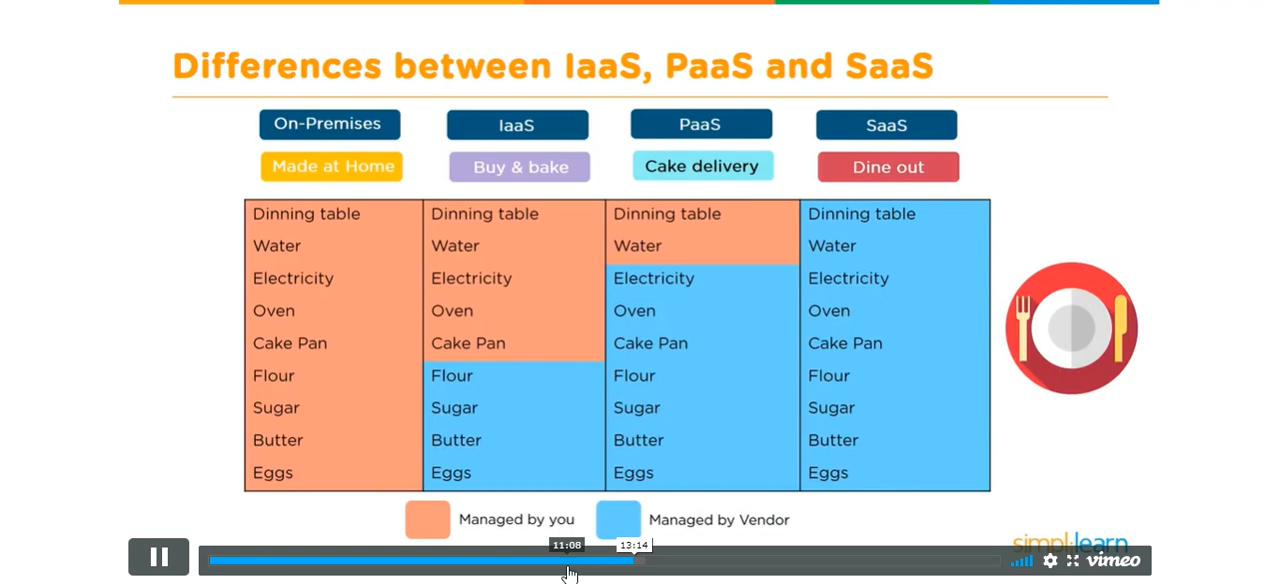 Differences between IaaS, PaaS and SaaS
On-Premises IaaS PaaS SaaS
Made at Home Buy & bake Cake delivery Dine out
Dinning table Dinning table Dinning table Dinning table
Water Water Water Water
Electricity Electricity Electricity Electricity
Oven Oven Oven Oven
Cake Pan Cake Pan Cake Pan Cake Pan
Flour Flour Flour Flour
Sugar Sugar Sugar Sugar
Butter Butter Butter Butter
Eggs Eggs Eggs Eggs
Managed by you Managed by Vendor
simplilearn
11:08 13:14
vimeo